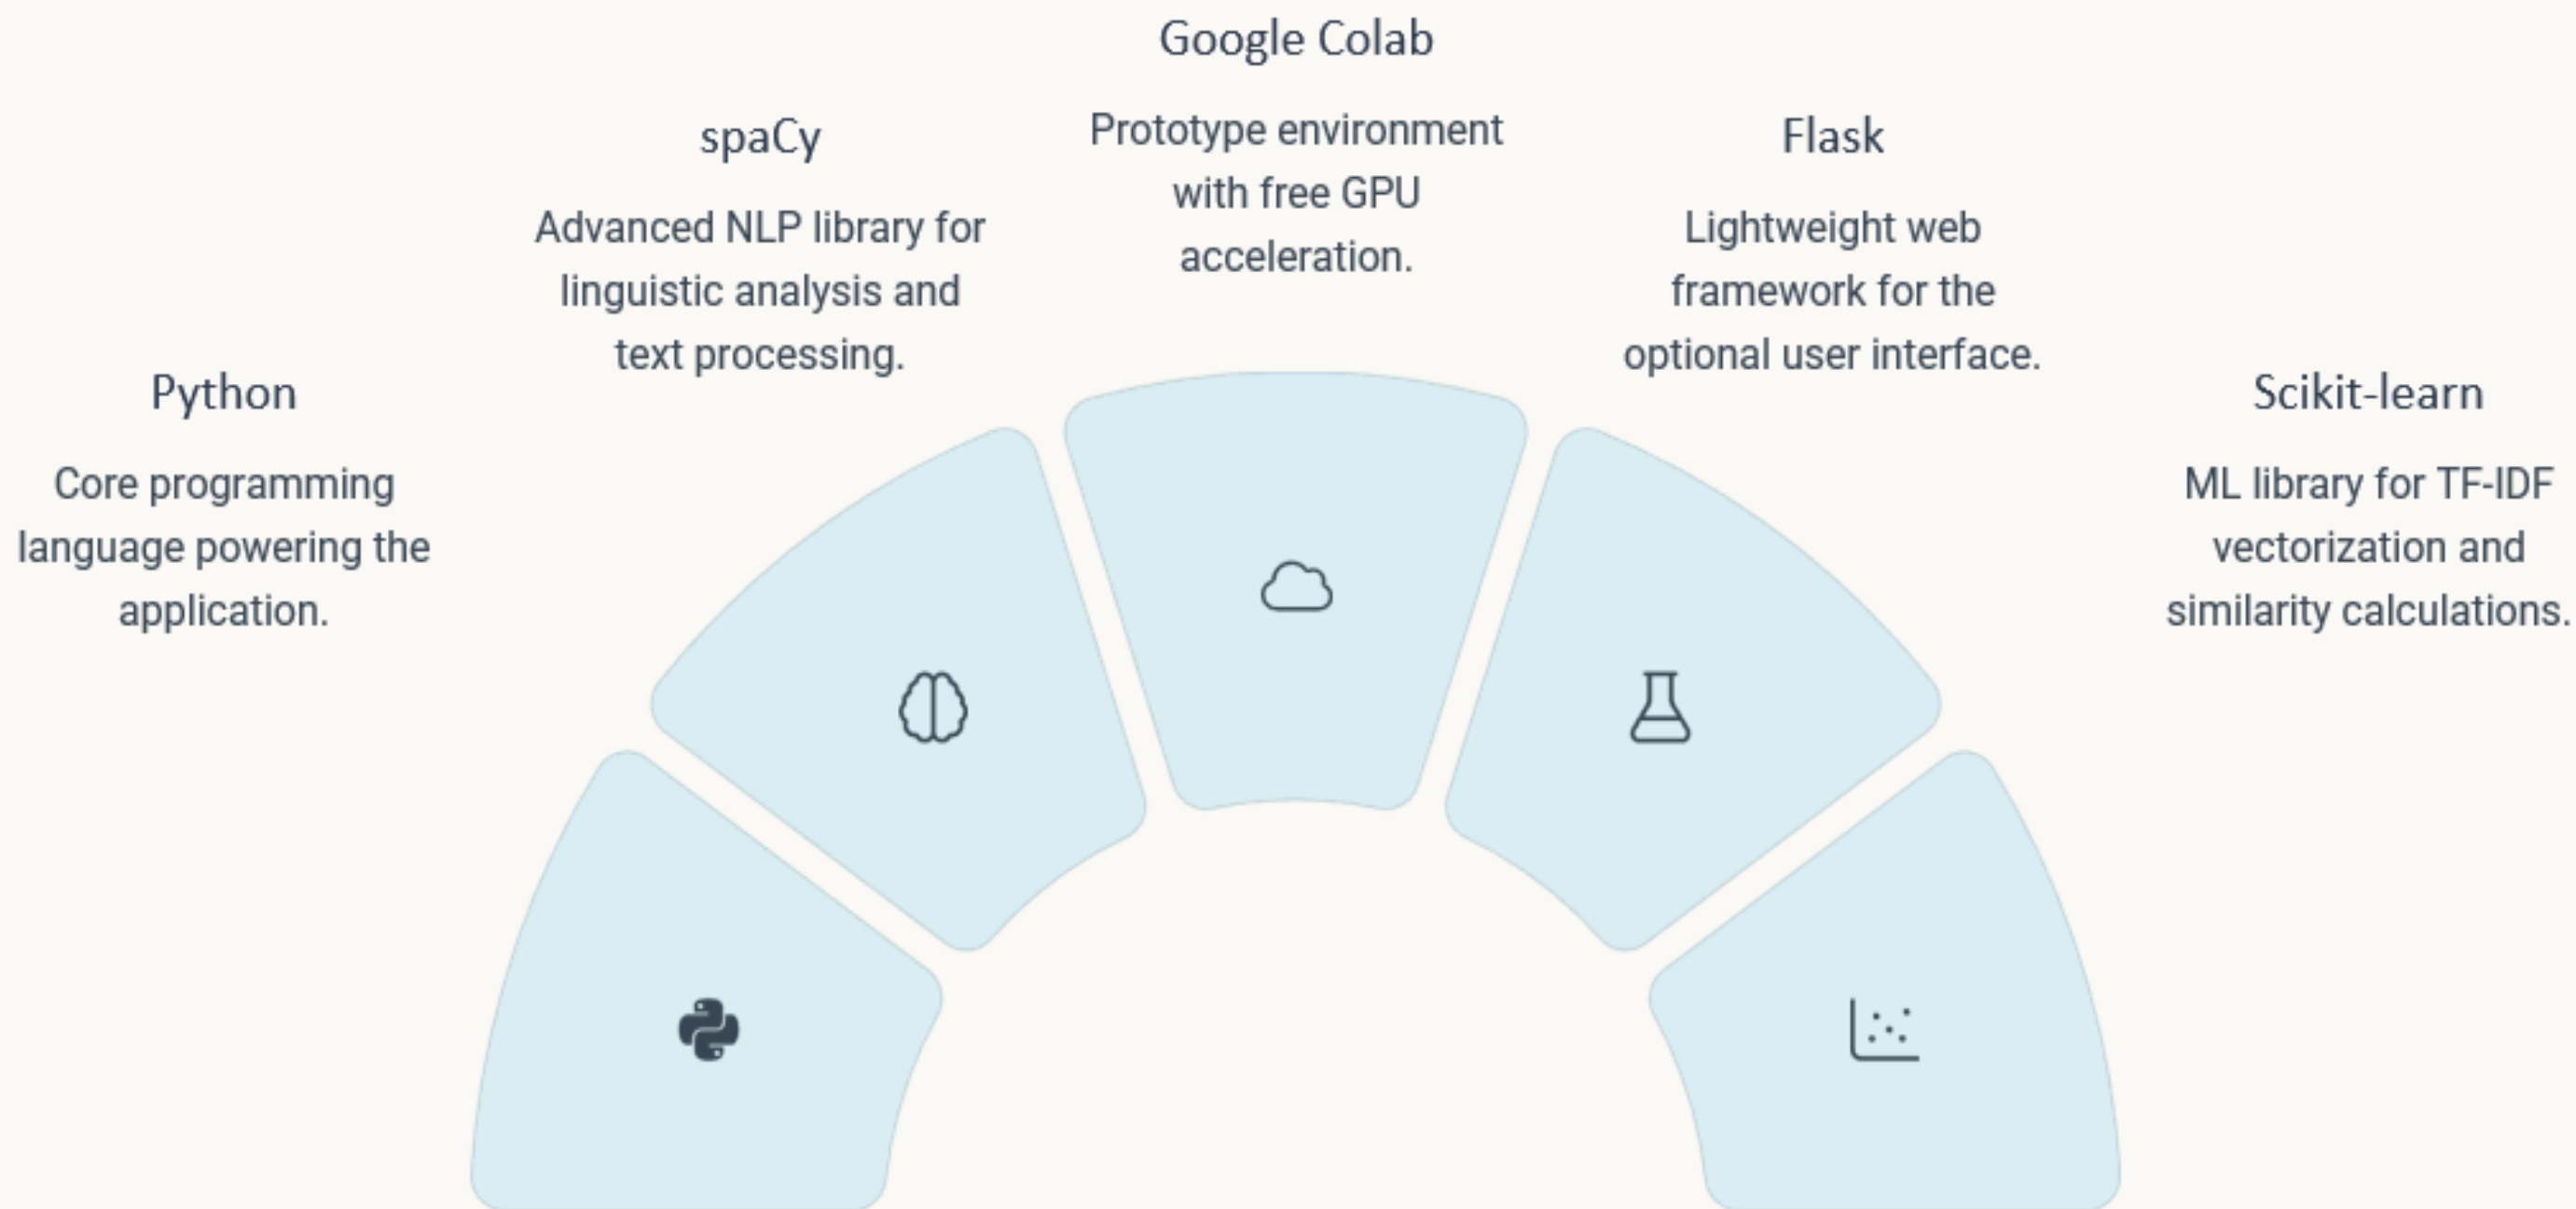 Google Colab
Prototype environment
with free GPU
acceleration.
spaCy
Advanced NLP library for
linguistic analysis and
text processing.
Flask
Lightweight web
framework for the
optional user interface.
Python
Core programming
language powering the
application.
Scikit-learn
ML library for TF-IDF
vectorization and
similarity calculations.